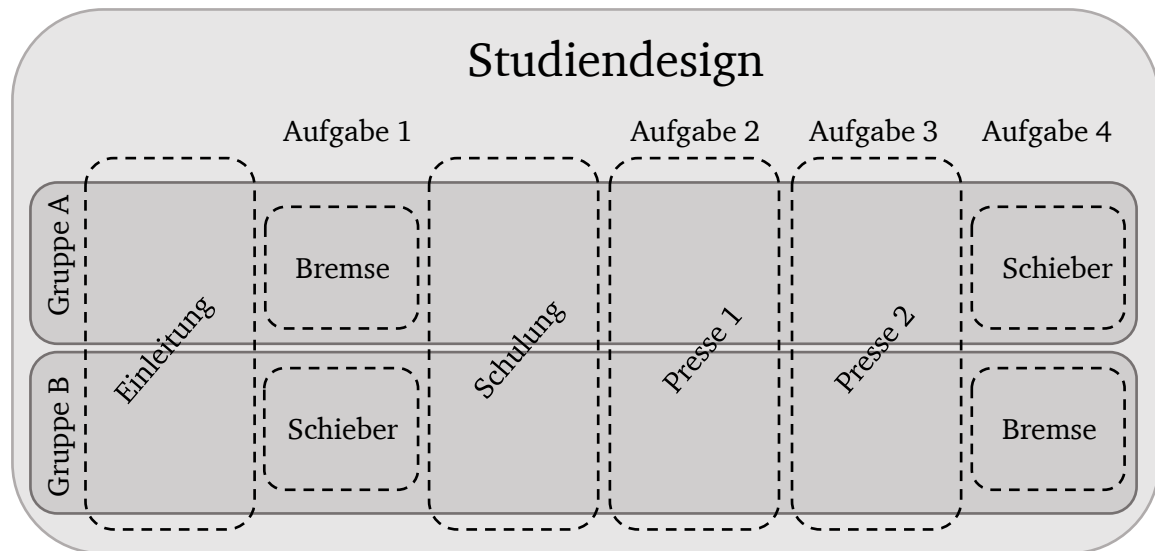 Studiendesign
Aufgabe 1
Aufgabe 2
Aufgabe 3
Aufgabe 4
Gruppe A
Einleitung
Bremse
Schulung
Presse 1
Presse 2
Schieber
Gruppe B
Schieber
Bremse